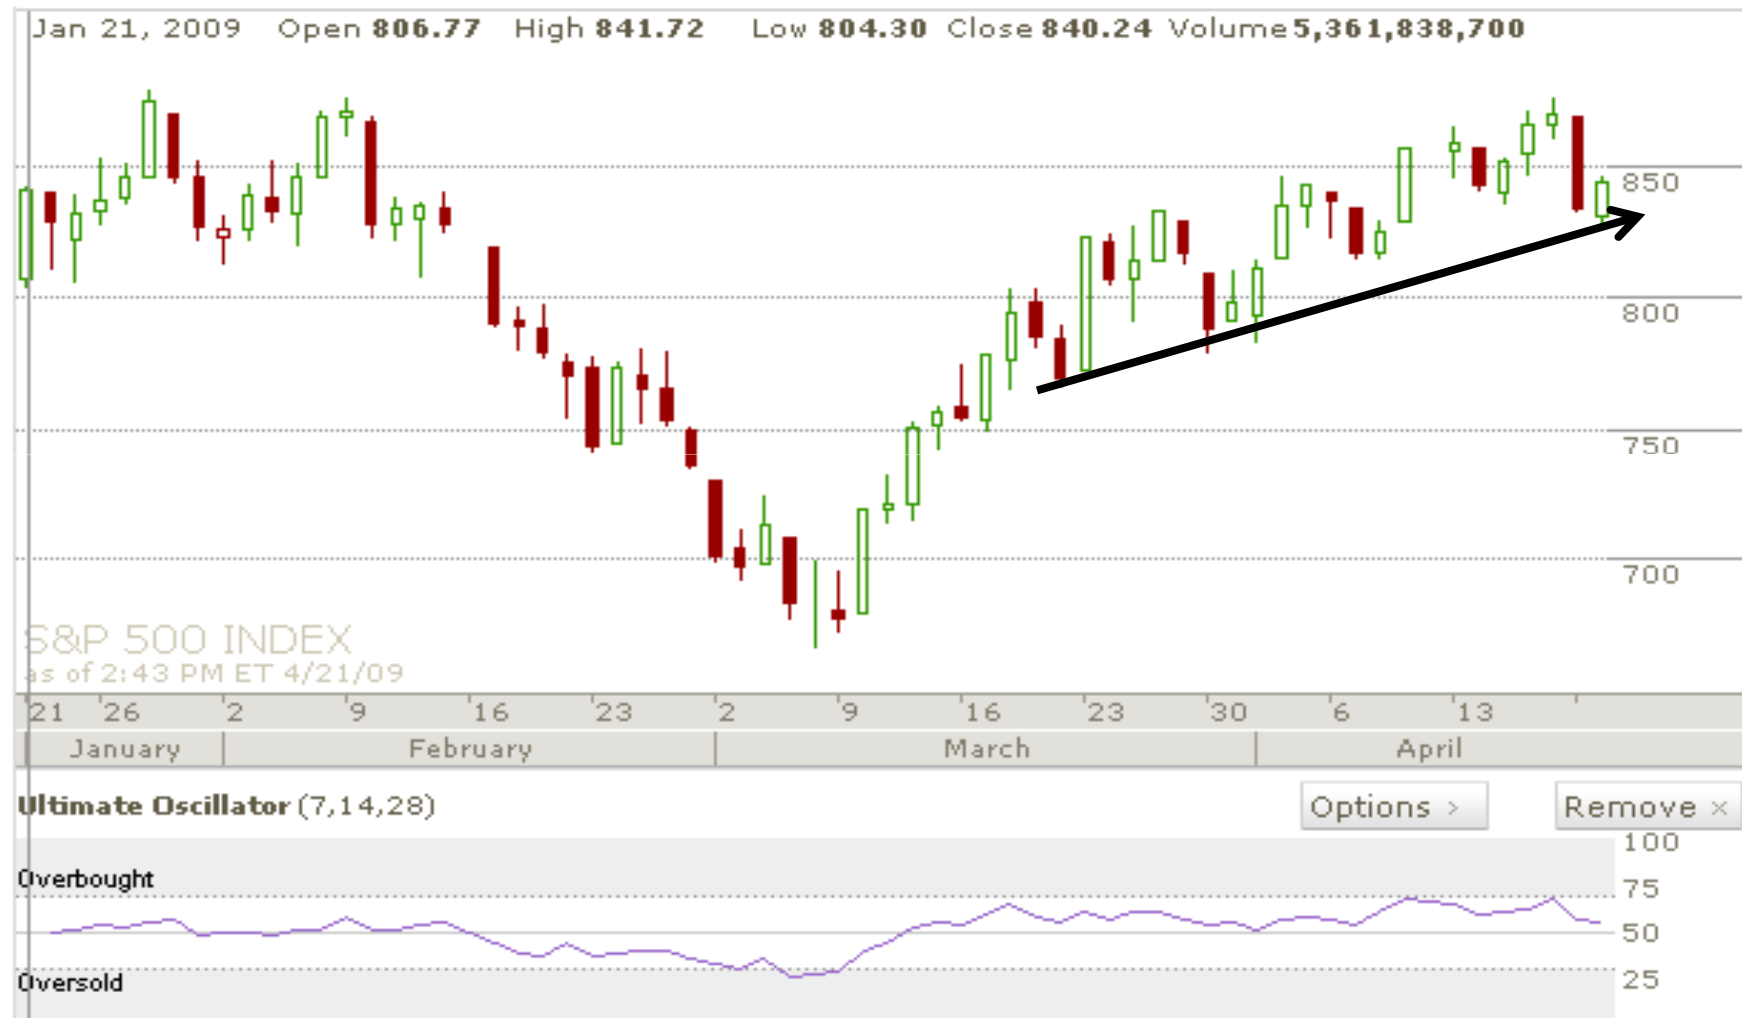 Jan 21, 2009 Open 806.77 High 841.72 Low 804.30 Close 840.24 Volume 5,361,838,700
850
800
750
700
S&P 500 INDEX
as of 2:43 PM ET 4/21/09
21 26 2 9 16 23 2 9 16 23 30 6 13
January February March April
Ultimate Oscillator (7,14,28) Options > Remove ×
100
Overbought
75
50
Oversold
25